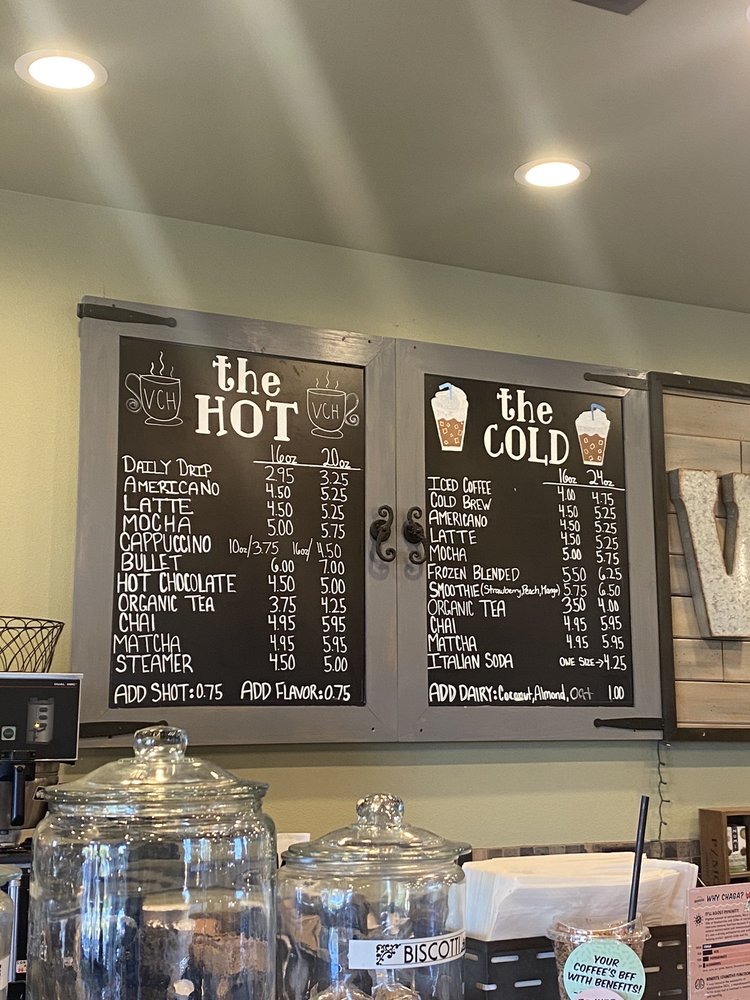 the
HOT
VCH
VCH
16oz 20oz
DAILY DRIP 2.95 3.25
AMERICANO 4.50 5.25
LATTE 4.50 5.25
MOCHA 5.00 5.75
CAPPUCCINO 10oz/3.75 16oz/4.50
BULLET 6.00 7.00
HOT CHOCOLATE 4.50 5.00
ORGANIC TEA 3.75 4.25
CHAI 4.95 5.95
MATCHA 4.95 5.95
STEAMER 4.50 5.00
ADD SHOT: 0.75 ADD FLAVOR: 0.75
the
COLD
16oz 24oz
ICED COFFEE 4.00 4.75
COLD BREW 4.50 5.25
AMERICANO 4.50 5.25
LATTE 4.50 5.25
MOCHA 5.00 5.75
FROZEN BLENDED 5.50 6.25
SMOOTHIE (Strawberry, Peach, Mango) 5.75 6.50
ORGANIC TEA 3.50 4.00
CHAI 4.95 5.95
MATCHA 4.95 5.95
ITALIAN SODA ONE SIZE→4.25
ADD DAIRY: Coconut, Almond, Oat 1.00
V
BISCOTTI
YOUR
COFFEE'S BFF
WITH BENEFITS!
WHY CHAGA?